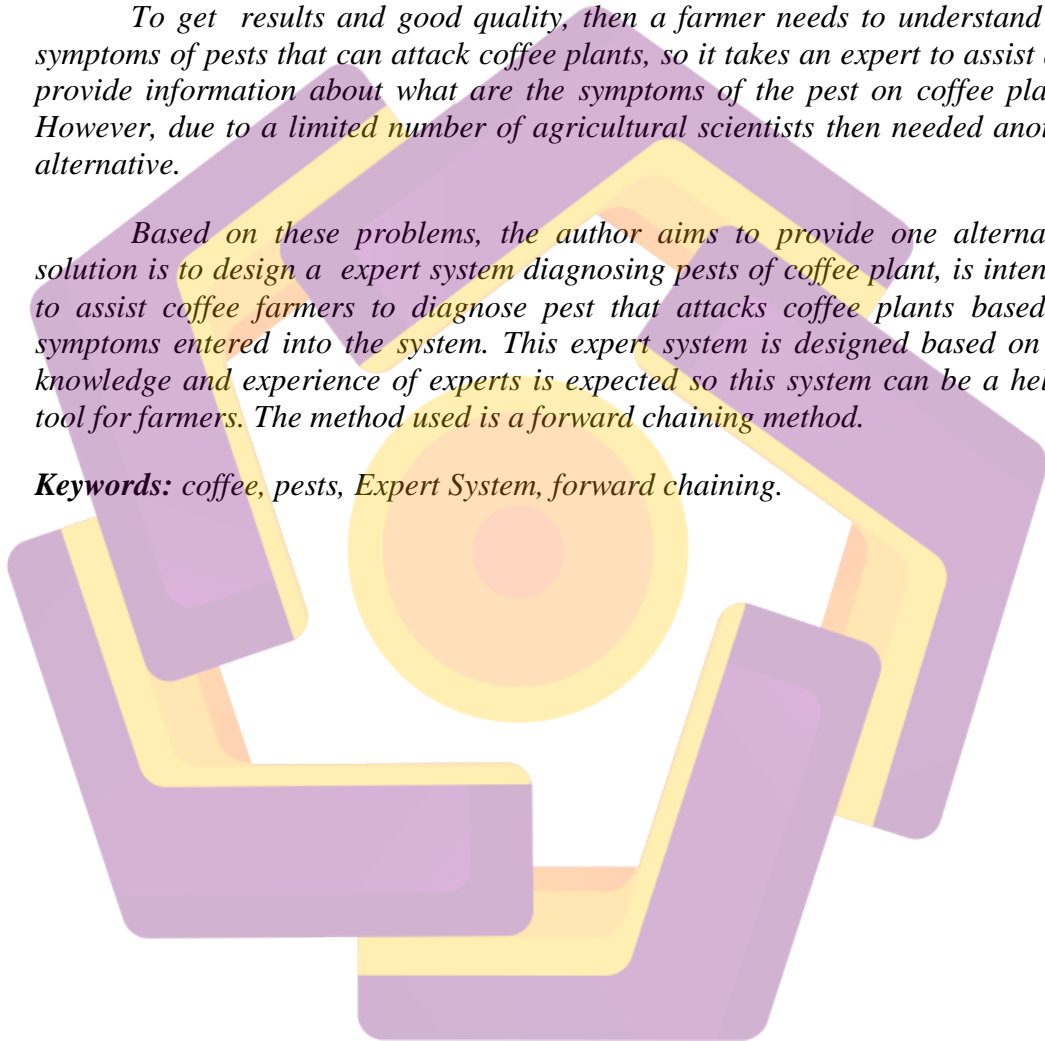 To get results and good quality, then a farmer needs to understand
symptoms of pests that can attack coffee plants, so it takes an expert to assist
provide information about what are the symptoms of the pest on coffee
However, due to a limited number of agricultural scientists then needed
alternative.
Based on these problems, the author aims to provide one
solution is to design a expert system diagnosing pests of coffee plant, is
to assist coffee farmers to diagnose pest that attacks coffee plants based
symptoms entered into the system. This expert system is designed based on
knowledge and experience of experts is expected so this system can be a
tool for farmers. The method used is a forward chaining method.
Keywords: coffee, pests, Expert System, forward chaining.